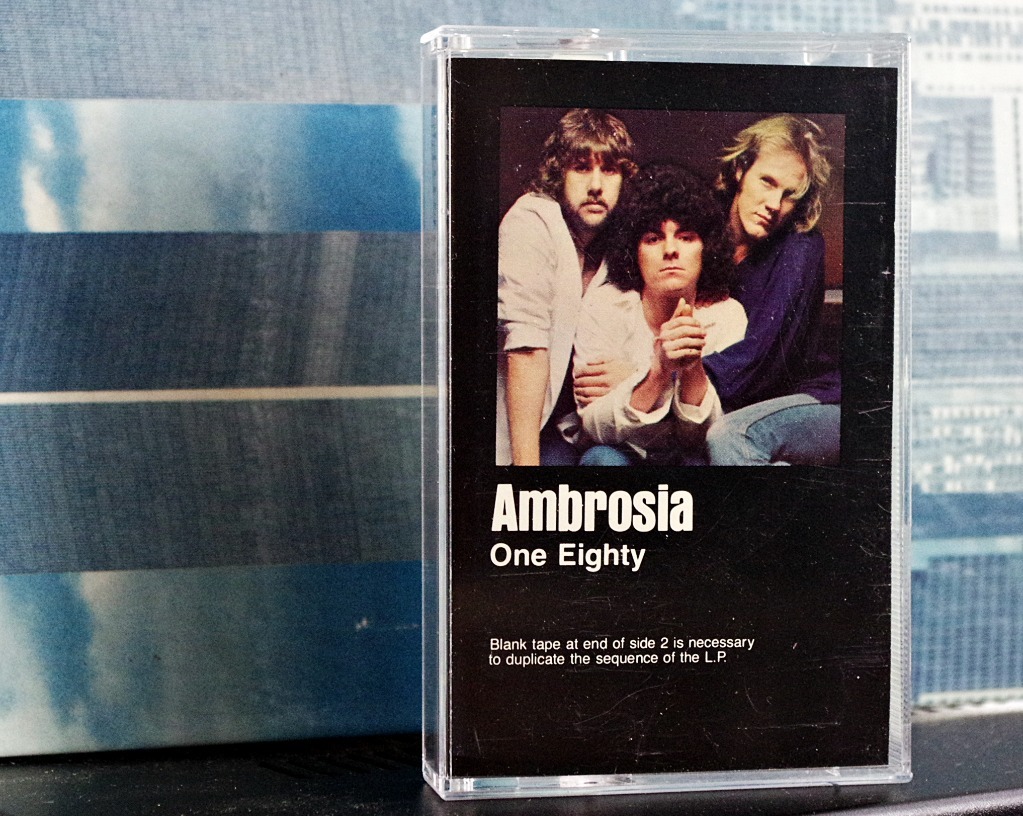 Ambrosia
One Eighty
Blank tape at end of side 2 is necessary
to duplicate the sequence of the L.P.